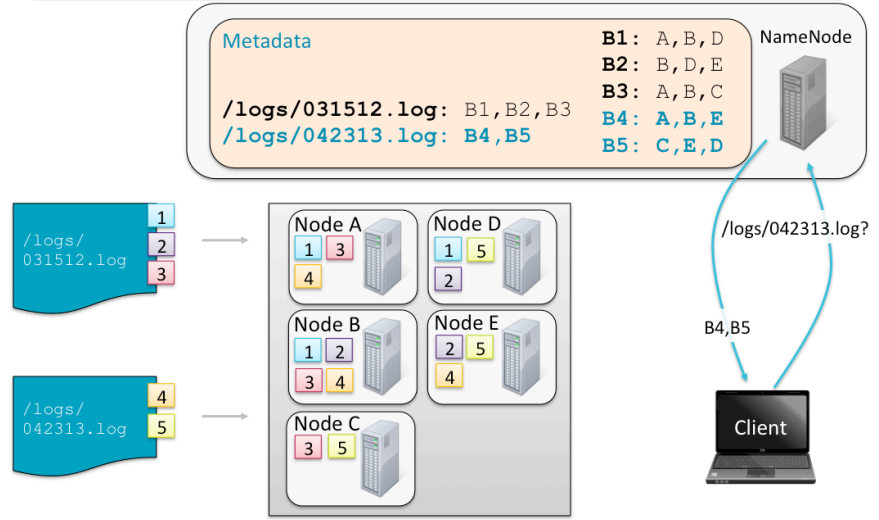 Metadata
/logs/031512.log: B1,B2,B3
/logs/042313.log: B4,B5
B1: A,B,D
B2: B,D,E
B3: A,B,C
B4: A,B,E
B5: C,E,D
NameNode
/logs/
031512.log
1
2
3
/logs/
042313.log
4
5
Node A
1 3
4
Node D
1 5
2
Node B
1 2
3 4
Node E
2 5
4
Node C
3 5
/logs/042313.log?
B4,B5
Client